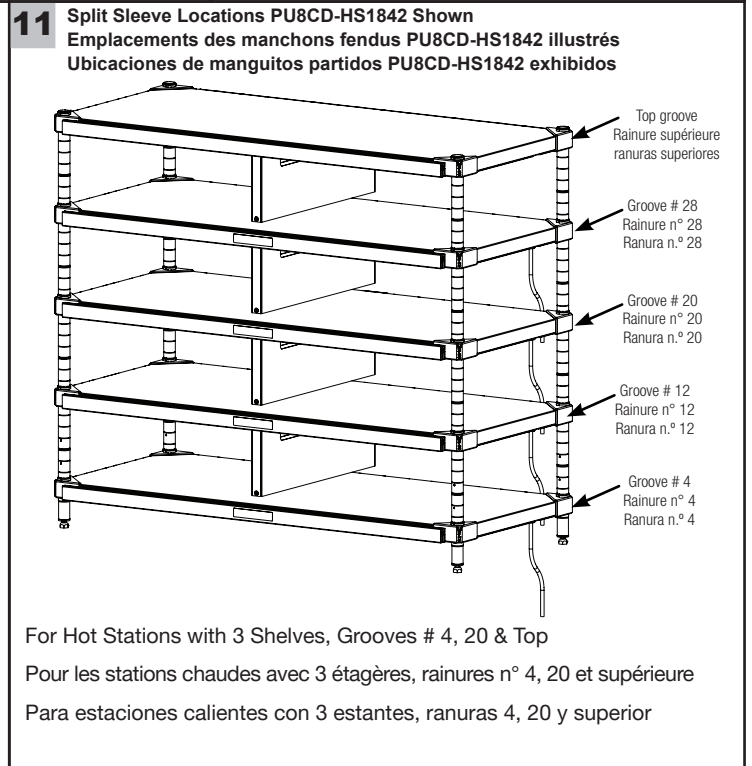 11
Split Sleeve Locations PU8CD-HS1842 Shown
Emplacements des manchons fendus PU8CD-HS1842 illustrés
Ubicaciones de manguitos partidos PU8CD-HS1842 exhibidos
Top groove
Rainure supérieure
ranuras superiores
Groove # 28
Rainure n° 28
Ranura n.º 28
Groove # 20
Rainure n° 20
Ranura n.º 20
Groove # 12
Rainure n° 12
Ranura n.º 12
Groove # 4
Rainure n° 4
Ranura n.º 4
For Hot Stations with 3 Shelves, Grooves # 4, 20 & Top
Pour les stations chaudes avec 3 étagères, rainures n° 4, 20 et supérieure
Para estaciones calientes con 3 estantes, ranuras 4, 20 y superior